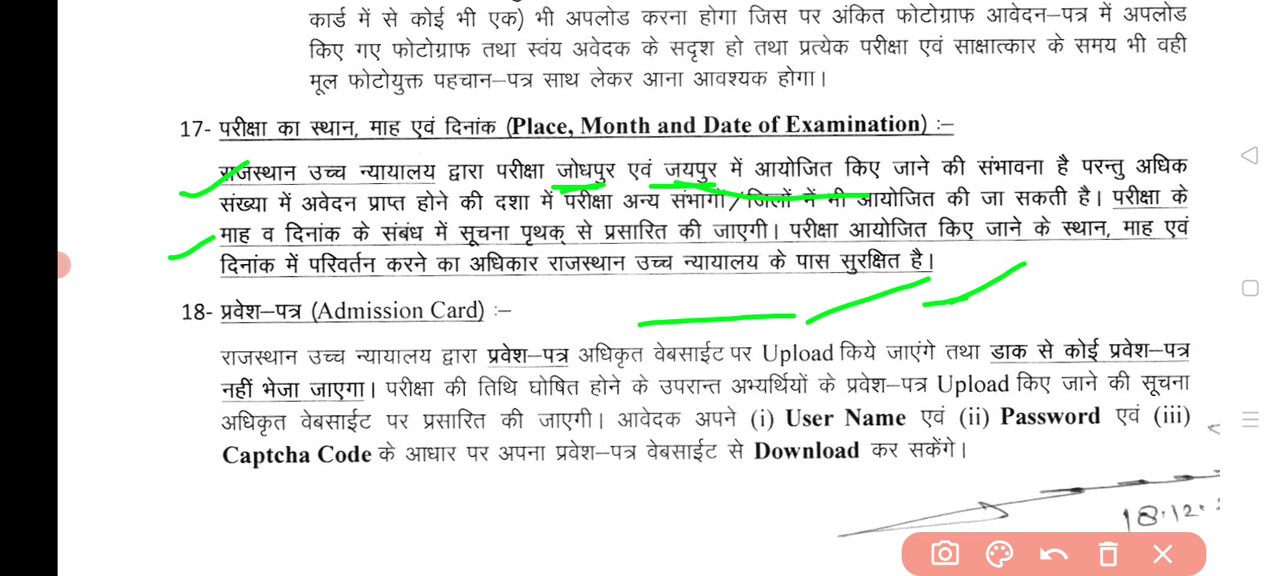 कार्ड में से कोई भी एक) भी अपलोड करना होगा जिस पर अंकित फोटोग्राफ आवेदन–पत्र में अपलोड
किए गए फोटोग्राफ तथा स्वंय अवेदक के सदृश हो तथा प्रत्येक परीक्षा एवं साक्षात्कार के समय भी वही
मूल फोटोयुक्त पहचान–पत्र साथ लेकर आना आवश्यक होगा।
17- परीक्षा का स्थान, माह एवं दिनांक (Place, Month and Date of Examination) :–
राजस्थान उच्च न्यायालय द्वारा परीक्षा जोधपुर एवं जयपुर में आयोजित किए जाने की संभावना है परन्तु अधिक
संख्या में अवेदन प्राप्त होने की दशा में परीक्षा अन्य संभागों/जिलों में भी आयोजित की जा सकती है। परीक्षा के
माह व दिनांक के संबंध में सूचना पृथक् से प्रसारित की जाएगी। परीक्षा आयोजित किए जाने के स्थान, माह एवं
दिनांक में परिवर्तन करने का अधिकार राजस्थान उच्च न्यायालय के पास सुरक्षित है।
18- प्रवेश–पत्र (Admission Card) :–
राजस्थान उच्च न्यायालय द्वारा प्रवेश–पत्र अधिकृत वेबसाईट पर Upload किये जाएंगे तथा डाक से कोई प्रवेश–पत्र
नहीं भेजा जाएगा। परीक्षा की तिथि घोषित होने के उपरान्त अभ्यर्थियों के प्रवेश–पत्र Upload किए जाने की सूचना
अधिकृत वेबसाईट पर प्रसारित की जाएगी। आवेदक अपने (i) User Name एवं (ii) Password एवं (iii)
Captcha Code के आधार पर अपना प्रवेश–पत्र वेबसाईट से Download कर सकेंगे।
18.12.